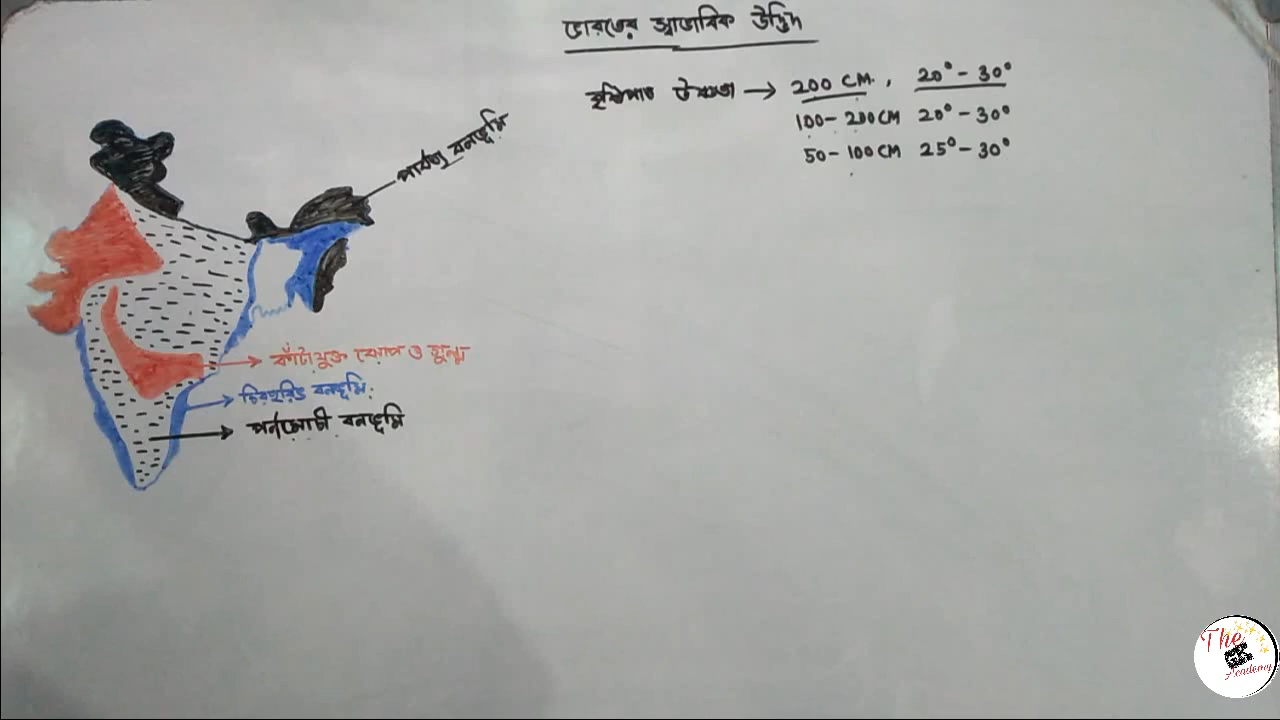 ভারতের স্বাভাবিক উদ্ভিদ
বৃষ্টিপাত উষ্ণতা → 200 CM. , 20° - 30°
100 - 200 CM 20° - 30°
50 - 100 CM 25° - 30°
পার্বত্য বনভূমি
কাঁটাযুক্ত ঝোপ ও গুল্ম
চিরহরিৎ বনভূমি.
পর্নমোচী বনভূমি
The
Academy